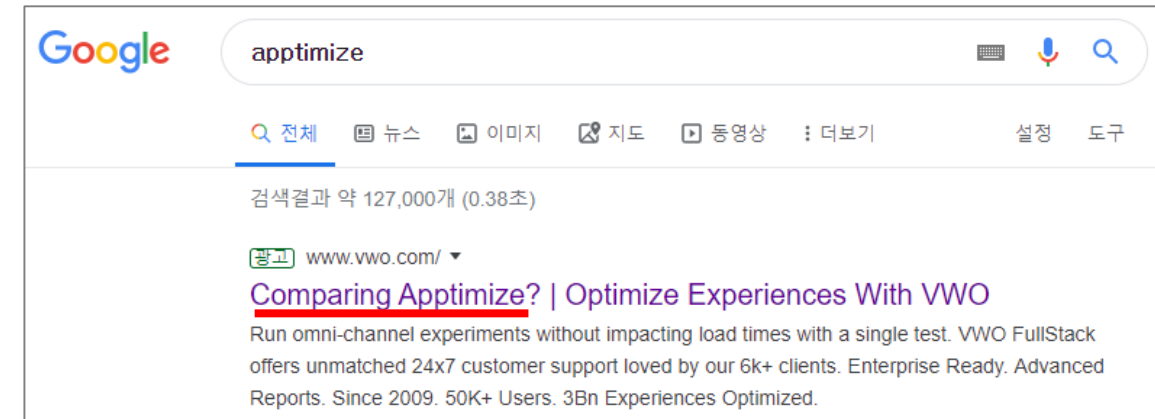 Google apptimize
전체 뉴스 이미지 지도 동영상 더보기 설정 도구
검색결과 약 127,000개 (0.38초)
광고 www.vwo.com/
Comparing Apptimize? | Optimize Experiences With VWO
Run omni-channel experiments without impacting load times with a single test. VWO FullStack
offers unmatched 24x7 customer support loved by our 6k+ clients. Enterprise Ready. Advanced
Reports. Since 2009. 50K+ Users. 3Bn Experiences Optimized.